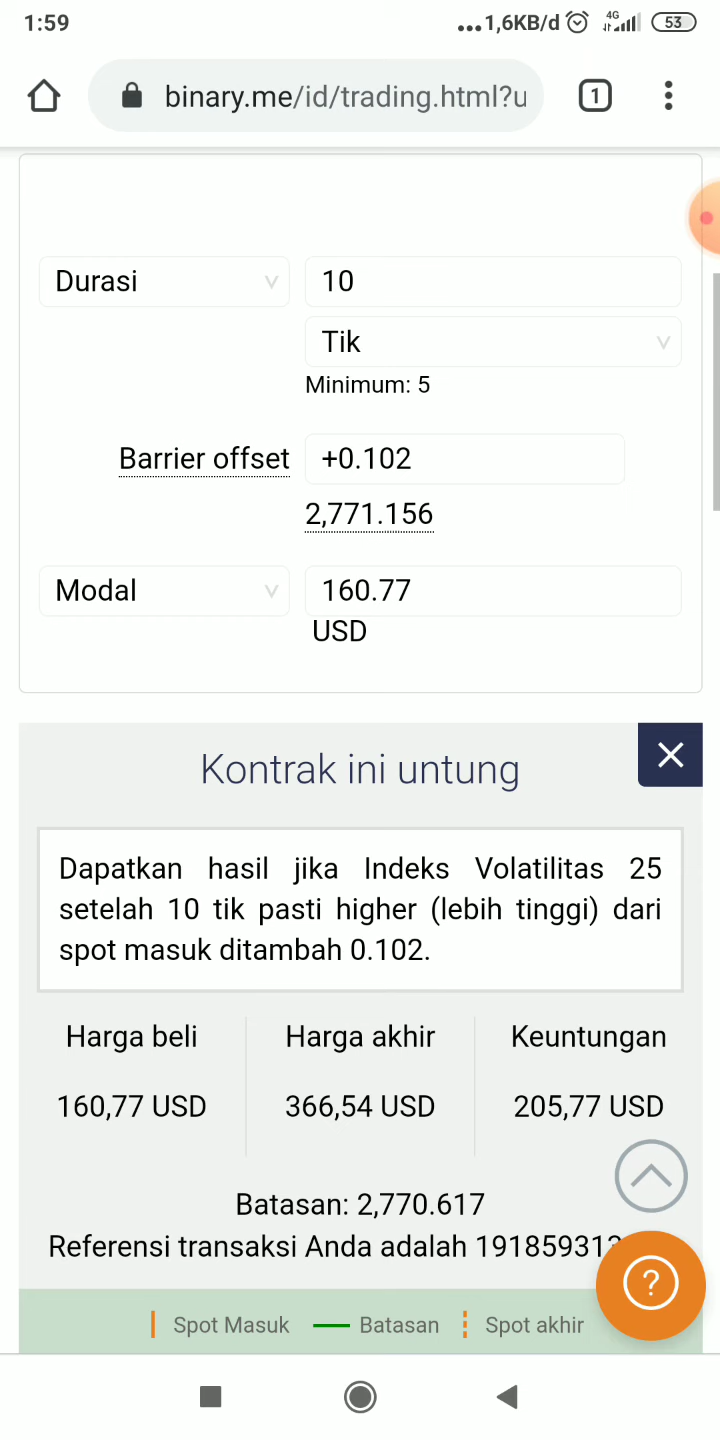 1:59
...1,6KB/d
4G
53
binary.me/id/trading.html?u
1
Durasi
10
Tik
Minimum: 5
Barrier offset
+0.102
2,771.156
Modal
160.77
USD
Kontrak ini untung
Dapatkan hasil jika Indeks Volatilitas 25
setelah 10 tik pasti higher (lebih tinggi) dari
spot masuk ditambah 0.102.
Harga beli
Harga akhir
Keuntungan
160,77 USD
366,54 USD
205,77 USD
Batasan: 2,770.617
Referensi transaksi Anda adalah
?
Spot Masuk
Batasan
Spot akhir